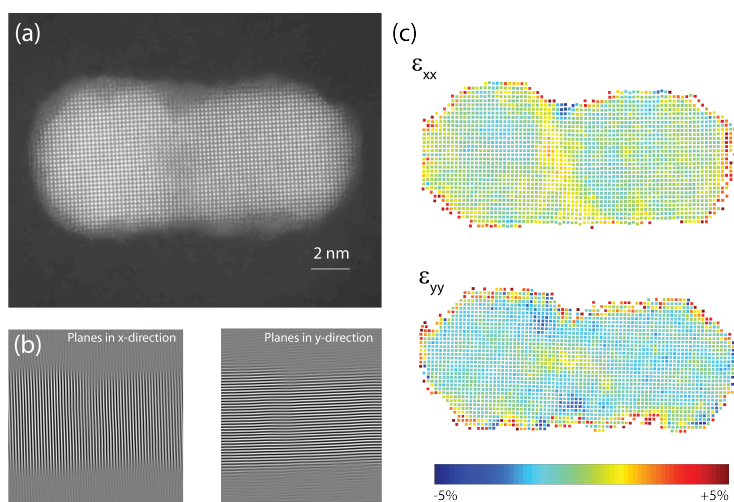 (a)
2 nm
(b)
Planes in x-direction
Planes in y-direction
(c)
εxx
εyy
-5%
+5%